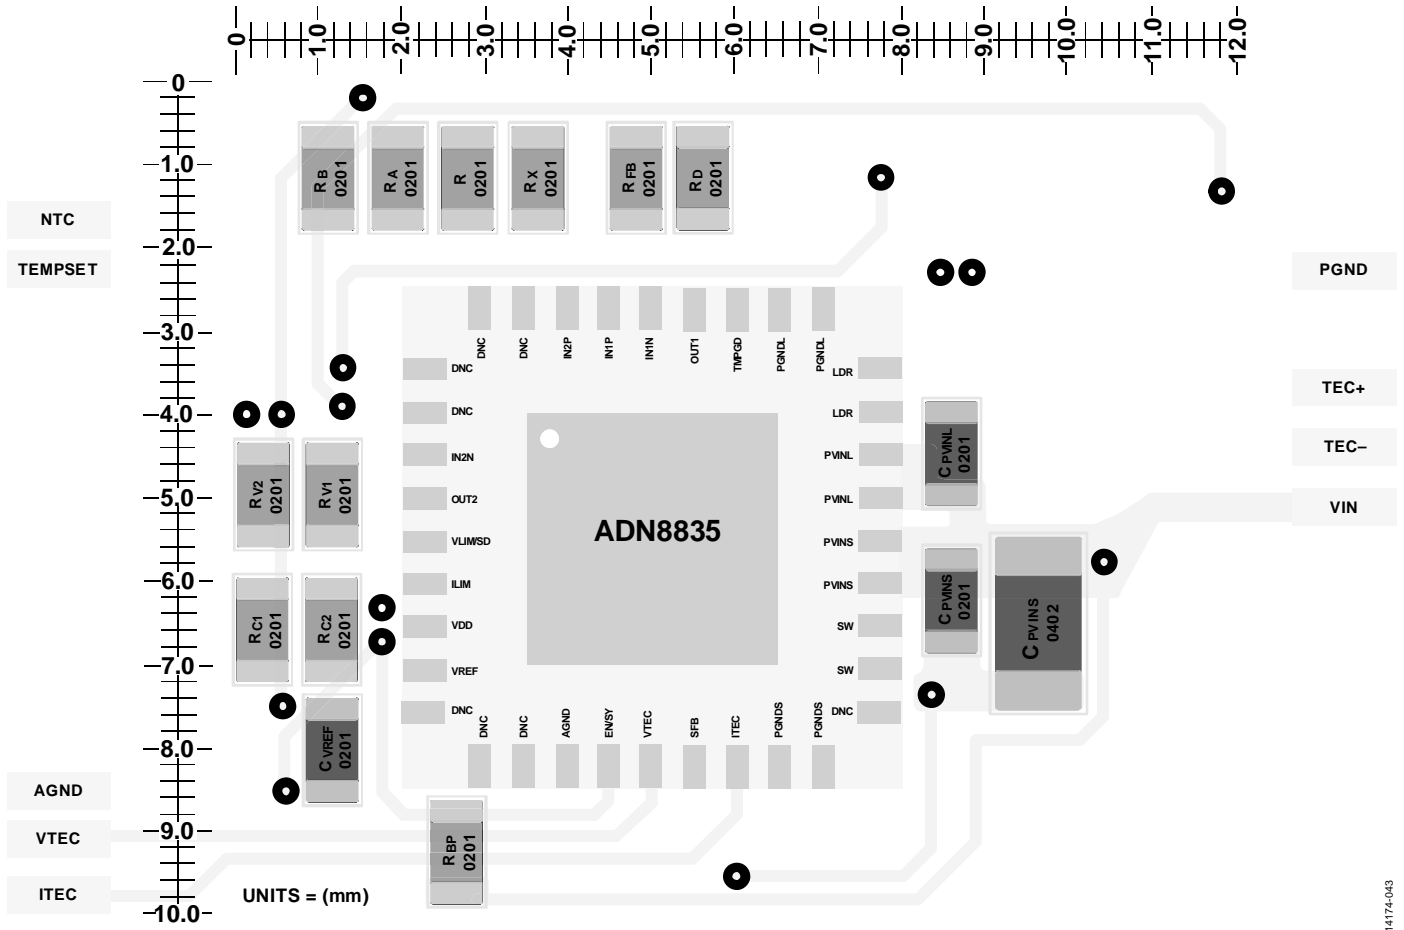 0 1.0 2.0 3.0 4.0 5.0 6.0 7.0 8.0 9.0 10.0 11.0 12.0
0
1.0
2.0
3.0
4.0
5.0
6.0
7.0
8.0
9.0
10.0
RB 0201
RA 0201
R 0201
RX 0201
RFB 0201
RD 0201
NTC
TEMPSET
PGND
TEC+
TEC–
VIN
DNC DNC IN2P IN1P IN1N OUT1 TMPGD PGNDL PGNDL
DNC
DNC
IN2N
OUT2
VLIM/SD
ILIM
VDD
VREF
DNC
ADN8835
LDR
LDR
PVINL
PVINL
PVINS
PVINS
SW
SW
DNC
DNC DNC AGND EN/SY VTEC SFB ITEC PGNDS PGNDS
CPVINL 0201
CPVINS 0201
CPVINS 0402
RV2 0201
RV1 0201
RC1 0201
RC2 0201
CVREF 0201
RBP 0201
AGND
VTEC
ITEC
UNITS = (mm)
14174-043